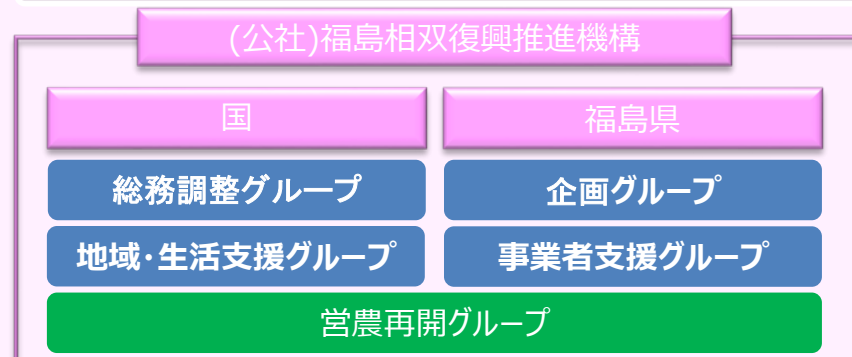 (公社)福島相双復興推進機構
国
福島県
総務調整グループ
企画グループ
地域・生活支援グループ
事業者支援グループ
営農再開グループ